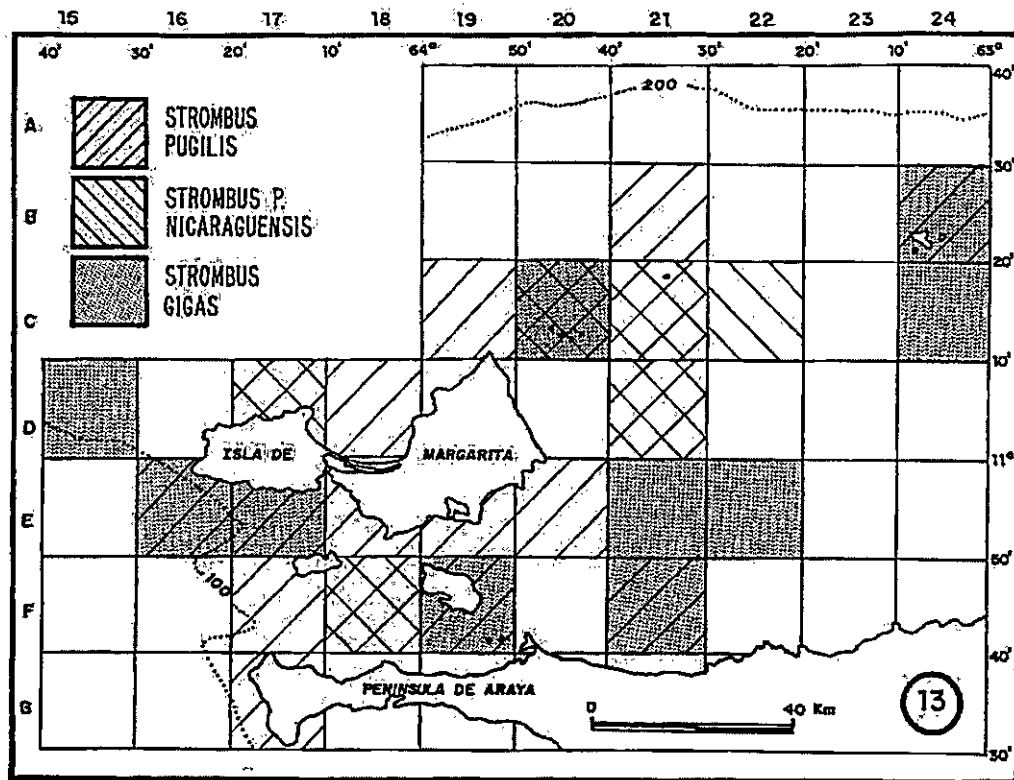 15 16 17 18 19 20 21 22 23 24
40' 30' 20' 10' 64° 50' 40' 30' 20' 10' 63°
40'
200
A
STROMBUS
PUGILIS
30'
B
STROMBUS P.
NICARAGUENSIS
20'
STROMBUS
GIGAS
C
10'
D
ISLA DE MARGARITA
11°
E
50'
100
F
40'
PENINSULA DE ARAYA
G
0 40 Km
13
30'